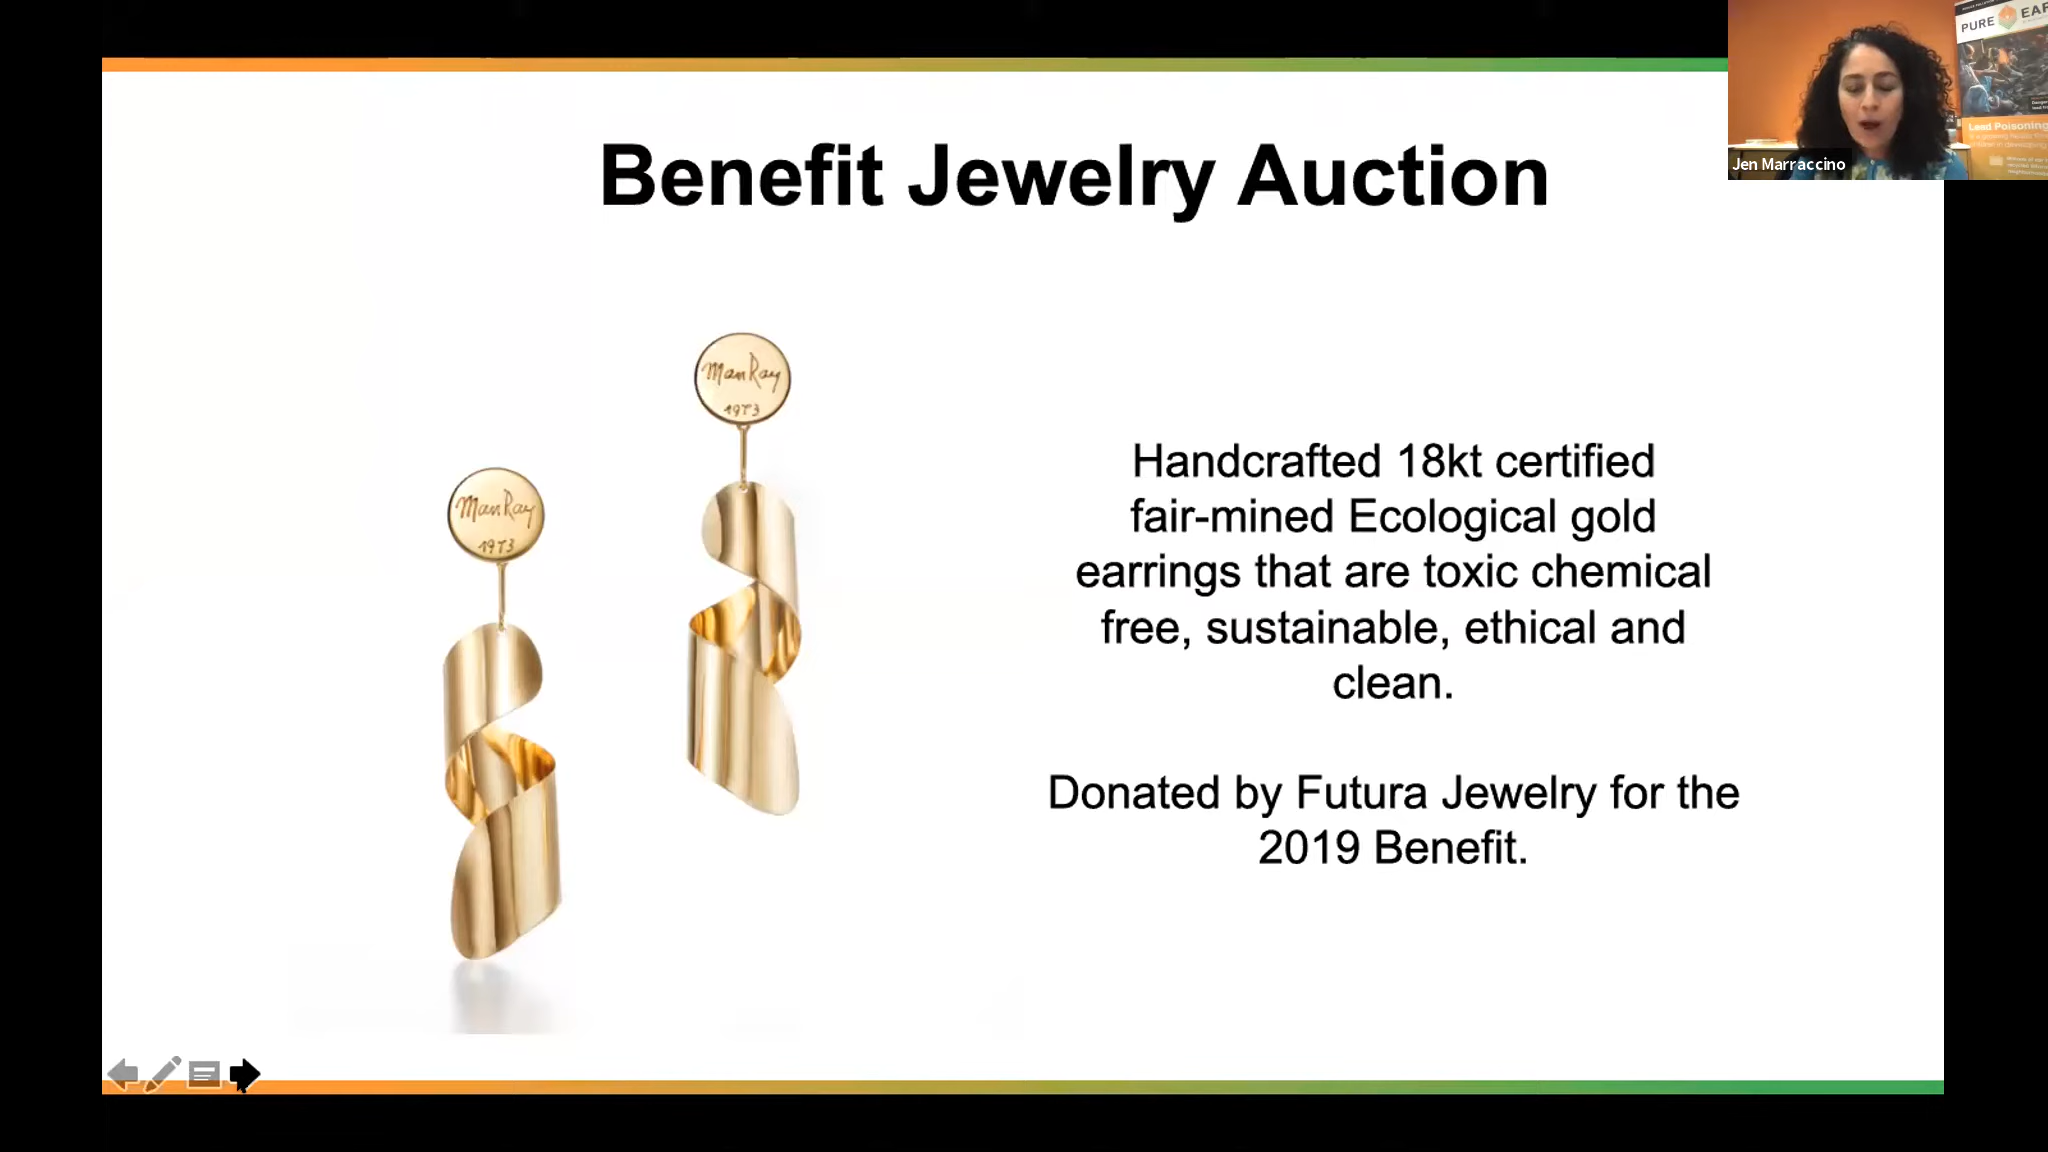 Benefit Jewelry Auction
Man Ray
1973
Man Ray
1973
Handcrafted 18kt certified
fair-mined Ecological gold
earrings that are toxic chemical
free, sustainable, ethical and
clean.
Donated by Futura Jewelry for the
2019 Benefit.
PURE EAR
Lead Poisoning
Jen Marraccino